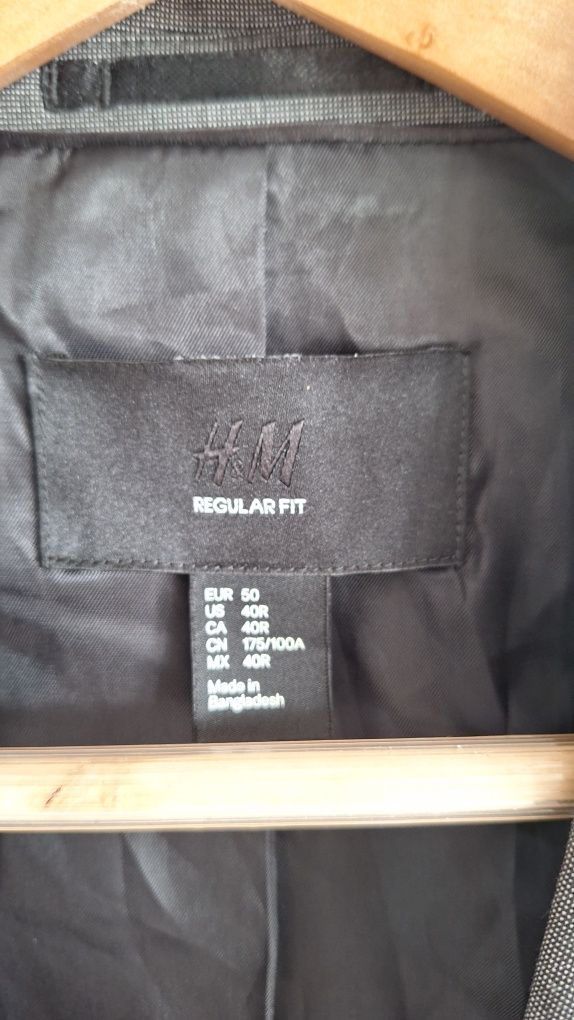 H&M
REGULAR FIT
EUR 50
US 40R
CA 40R
CN 175/100A
MX 40R
Made in
Bangladesh